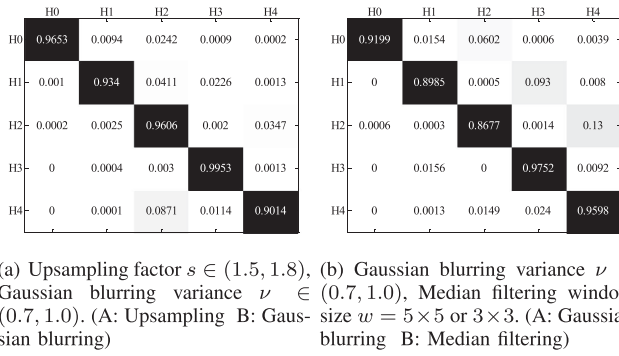 H0 H1 H2 H3 H4
H0 0.9653 0.0094 0.0242 0.0009 0.0002
H1 0.001 0.934 0.0411 0.0226 0.0013
H2 0.0002 0.0025 0.9606 0.002 0.0347
H3 0 0.0004 0.003 0.9953 0.0013
H4 0 0.0001 0.0871 0.0114 0.9014
(a) Upsampling factor s ∈ (1.5, 1.8),
Gaussian blurring variance ν ∈
(0.7, 1.0). (A: Upsampling B: Gaus-
sian blurring)
H0 H1 H2 H3 H4
H0 0.9199 0.0154 0.0602 0.0006 0.0039
H1 0 0.8985 0.0005 0.093 0.008
H2 0.0006 0.0003 0.8677 0.0014 0.13
H3 0 0.0156 0 0.9752 0.0092
H4 0 0.0013 0.0149 0.024 0.9598
(b) Gaussian blurring variance ν
(0.7, 1.0), Median filtering windo
size w = 5×5 or 3×3. (A: Gaussia
blurring B: Median filtering)